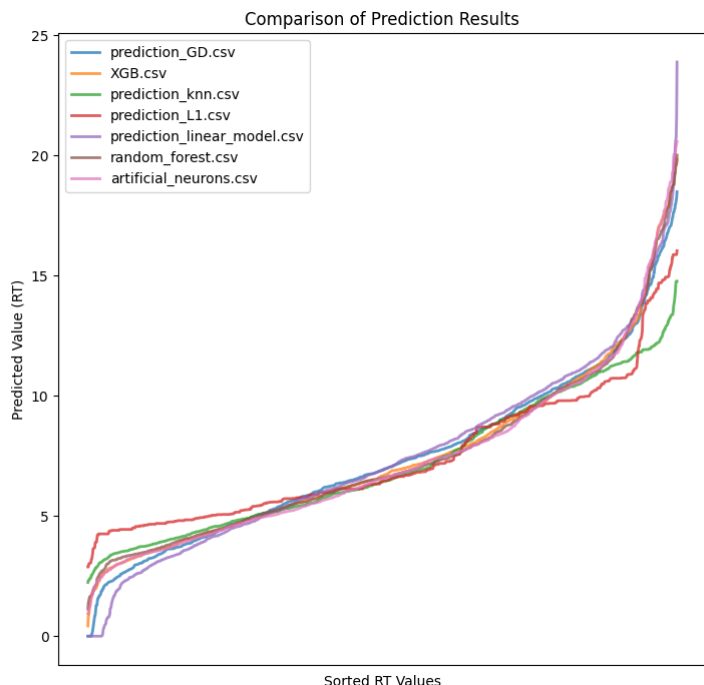 Comparison of Prediction Results
25
20
15
10
5
0
Predicted Value (RT)
prediction_GD.csv
XGB.csv
prediction_knn.csv
prediction_L1.csv
prediction_linear_model.csv
random_forest.csv
artificial_neurons.csv
Sorted RT Values